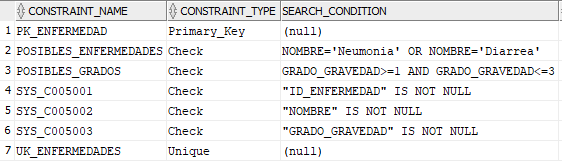 CONSTRAINT_NAME CONSTRAINT_TYPE SEARCH_CONDITION
1 PK_ENFERMEDAD Primary_Key (null)
2 POSIBLES_ENFERMEDADES Check NOMBRE='Neumonia' OR NOMBRE='Diarrea'
3 POSIBLES_GRADOS Check GRADO_GRAVEDAD>=1 AND GRADO_GRAVEDAD<=3
4 SYS_C005001 Check "ID_ENFERMEDAD" IS NOT NULL
5 SYS_C005002 Check "NOMBRE" IS NOT NULL
6 SYS_C005003 Check "GRADO_GRAVEDAD" IS NOT NULL
7 UK_ENFERMEDADES Unique (null)